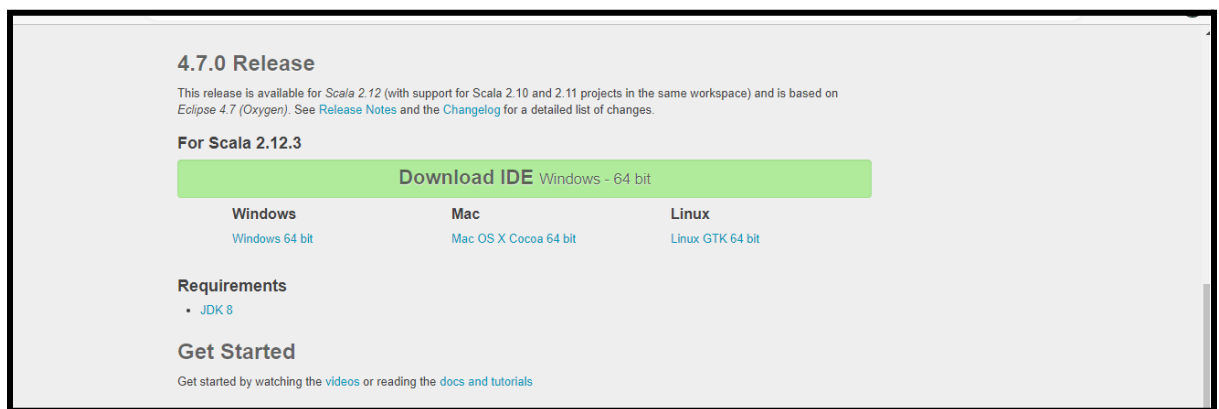 4.7.0 Release
This release is available for Scala 2.12 (with support for Scala 2.10 and 2.11 projects in the same workspace) and is based on
Eclipse 4.7 (Oxygen). See Release Notes and the Changelog for a detailed list of changes.
For Scala 2.12.3
Download IDE Windows - 64 bit
Windows Mac Linux
Windows 64 bit Mac OS X Cocoa 64 bit Linux GTK 64 bit
Requirements
• JDK 8
Get Started
Get started by watching the videos or reading the docs and tutorials